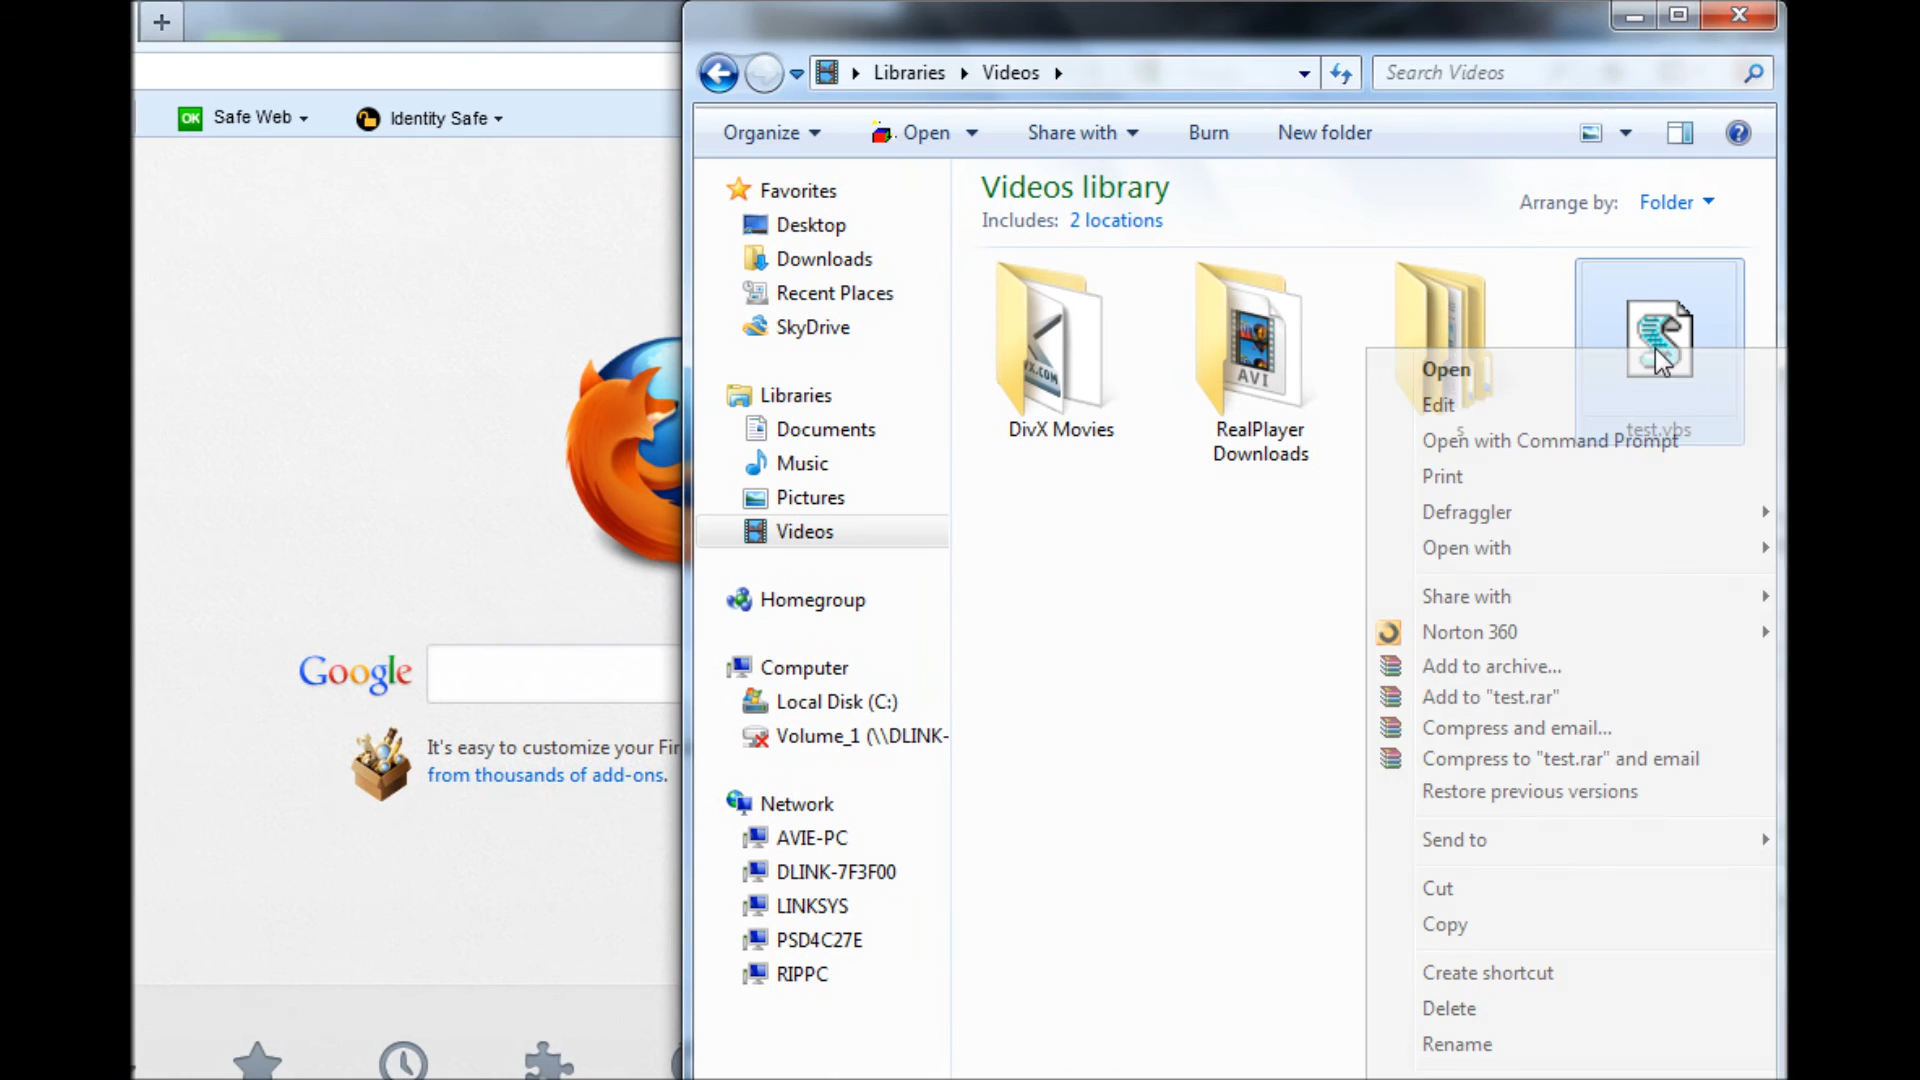 Safe Web
Identity Safe
Google
It's easy to customize your Fir
from thousands of add-ons.
Libraries Videos
Search Videos
Organize Open Share with Burn New folder
Favorites
Desktop
Downloads
Recent Places
SkyDrive
Libraries
Documents
Music
Pictures
Videos
Homegroup
Computer
Local Disk (C:)
Volume_1 (\\DLINK-
Network
AVIE-PC
DLINK-7F3F00
LINKSYS
PSD4C27E
RIPPC
Videos library
Includes: 2 locations
Arrange by: Folder
DivX Movies
RealPlayer
Downloads
AVI
s
test.vbs
Open
Edit
Open with Command Prompt
Print
Defraggler
Open with
Share with
Norton 360
Add to archive...
Add to "test.rar"
Compress and email...
Compress to "test.rar" and email
Restore previous versions
Send to
Cut
Copy
Create shortcut
Delete
Rename